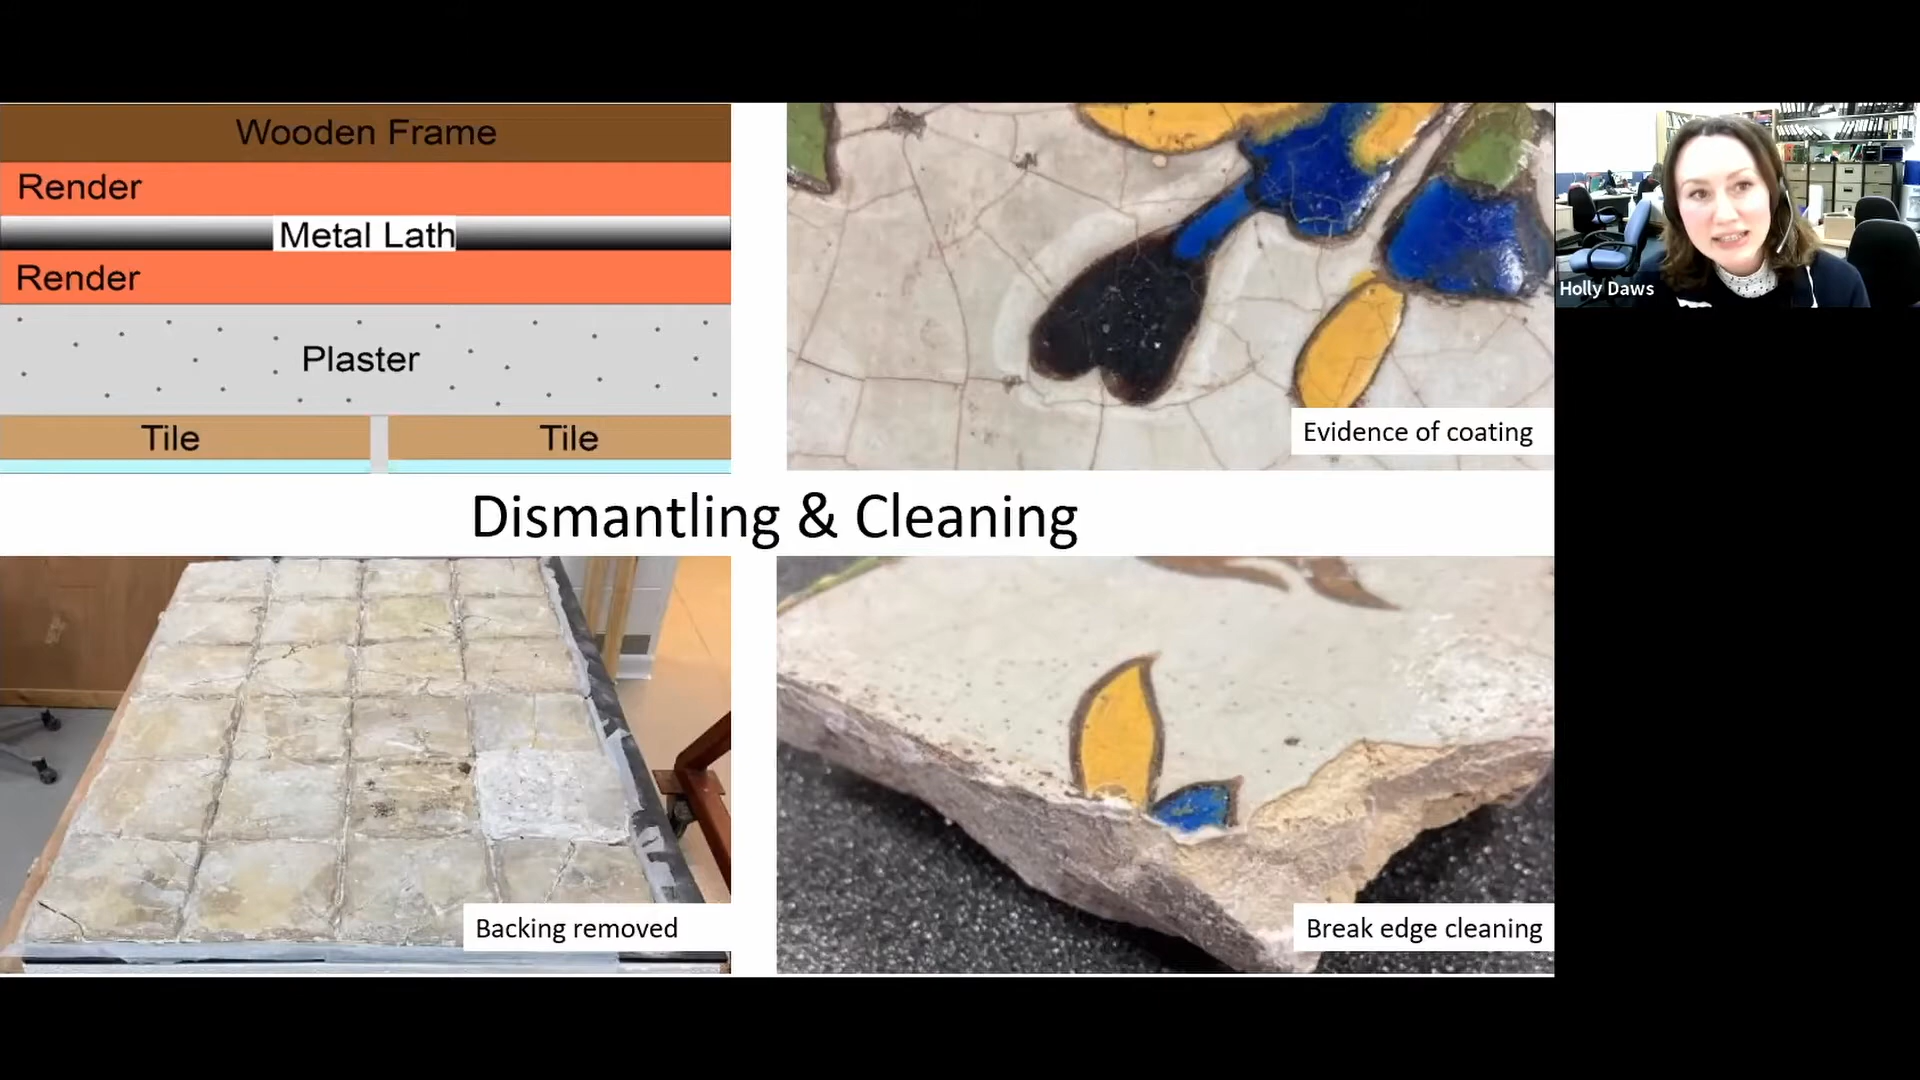 Wooden Frame
Render
Metal Lath
Render
Plaster
Tile Tile
Evidence of coating
Holly Daws
Dismantling & Cleaning
Backing removed
Break edge cleaning